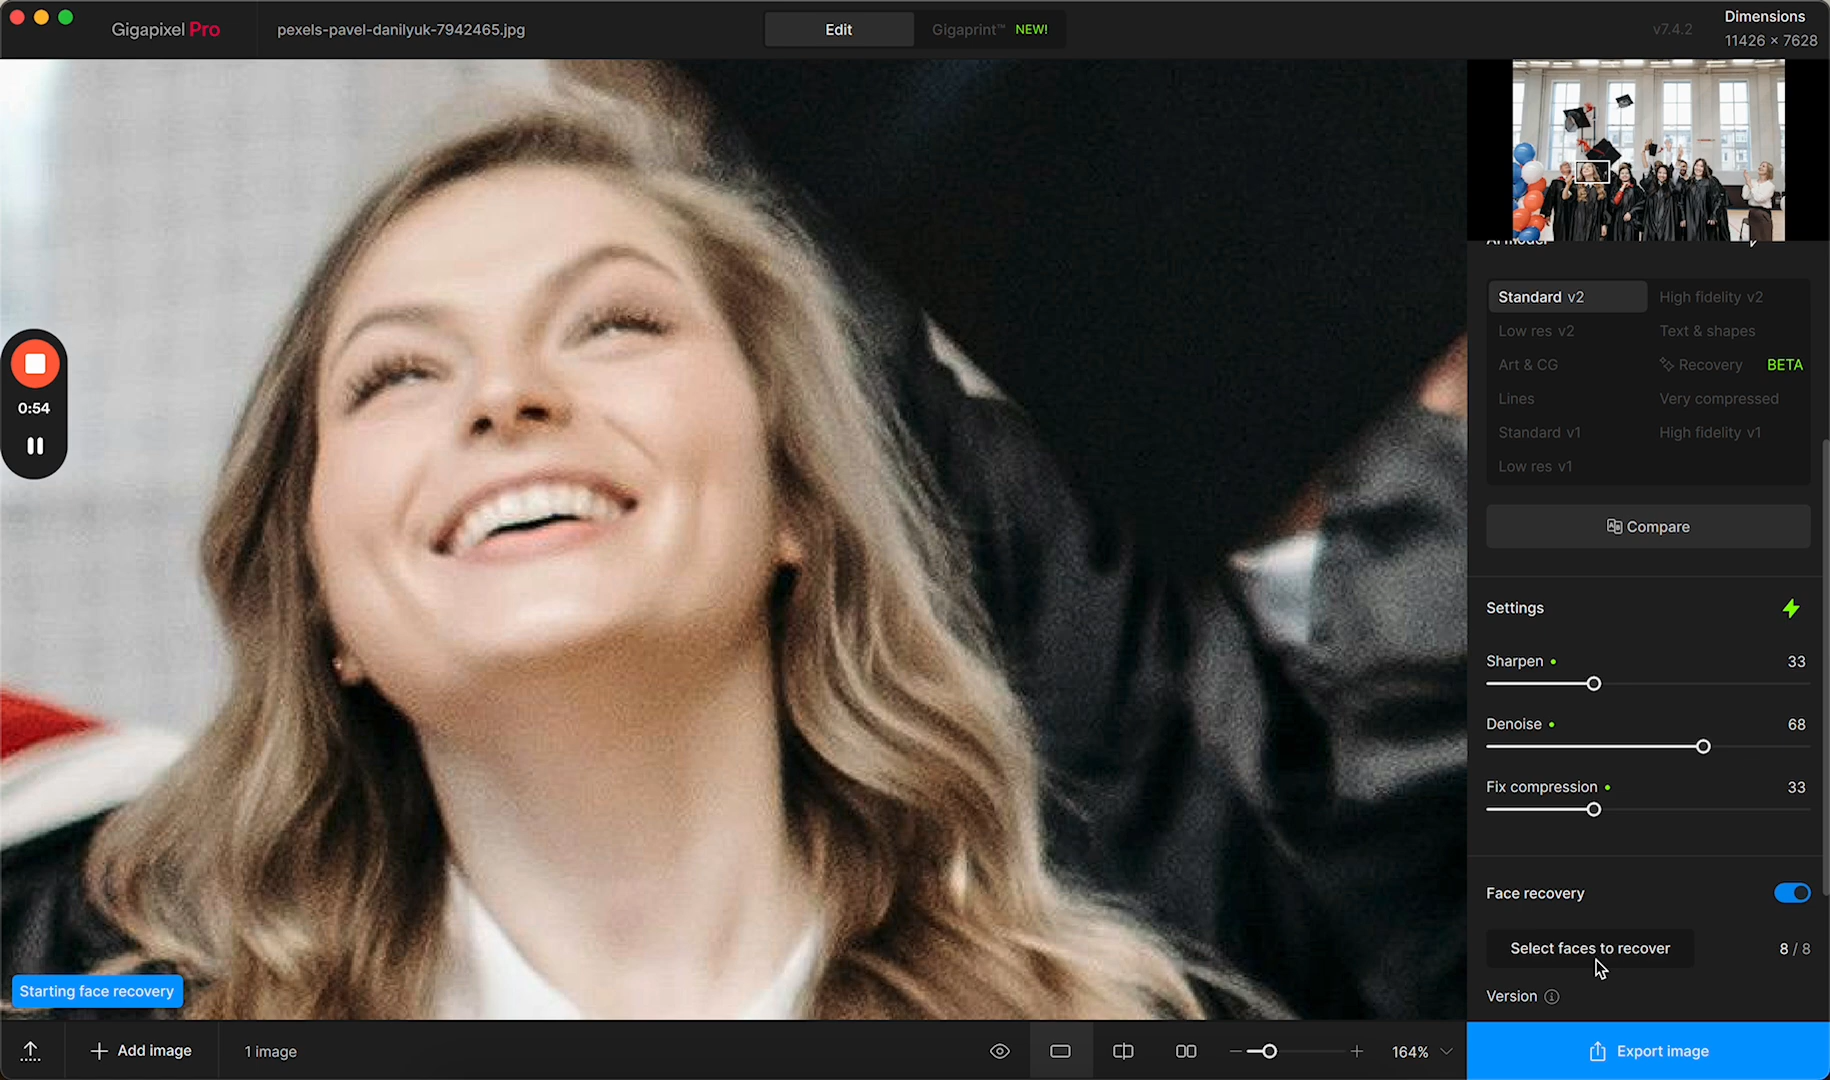 Gigapixel Pro
pexels-pavel-danilyuk-7942465.jpg
Edit
Gigaprint™ NEW!
v7.4.2
Dimensions
11426 × 7628
Standard v2
High fidelity v2
Low res v2
Text & shapes
Art & CG
Recovery BETA
Lines
Very compressed
Standard v1
High fidelity v1
Low res v1
0:54
Compare
Settings
Sharpen 33
Denoise 68
Fix compression 33
Face recovery
Select faces to recover 8 / 8
Version
Starting face recovery
Add image
1 image
164%
Export image